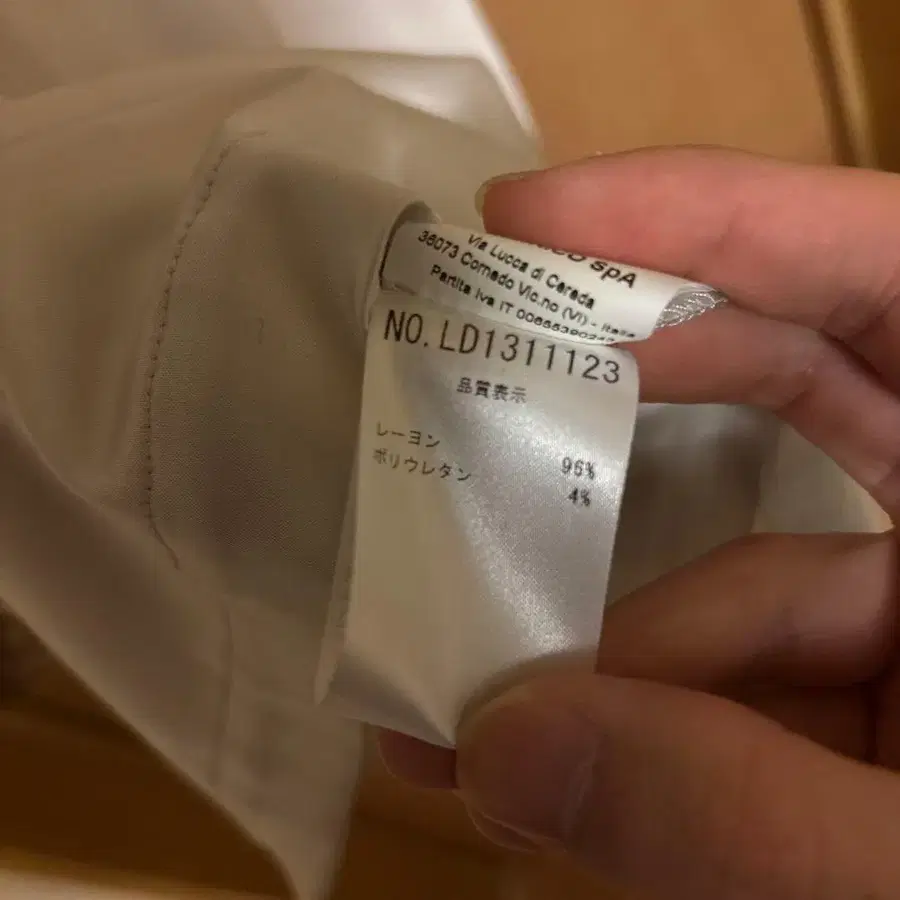 SpA
Via Lucca di Cereda
36073 Cornedo Vic.no (VI) - Italia
Partita Iva IT
NO.LD1311123
品質表示
レーヨン 96%
ポリウレタン 4%